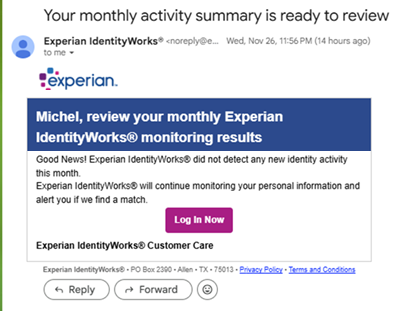 Your monthly activity summary is ready to review
Experian IdentityWorks® <noreply@e... Wed, Nov 26, 11:56 PM (14 hours ago)
to me
experian.
Michel, review your monthly Experian
IdentityWorks® monitoring results
Good News! Experian IdentityWorks® did not detect any new identity activity
this month.
Experian IdentityWorks® will continue monitoring your personal information and
alert you if we find a match.
Log In Now
Experian IdentityWorks® Customer Care
Experian IdentityWorks® • PO Box 2390 • Allen • TX • 75013 • Privacy Policy • Terms and Conditions
Reply Forward